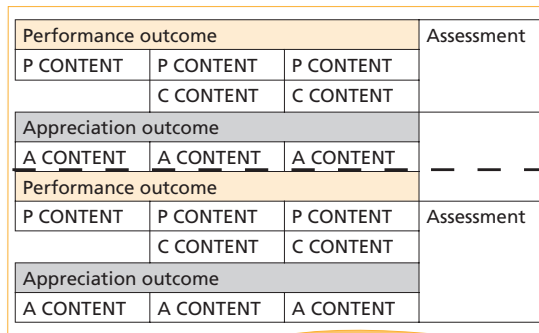 Performance outcome Assessment
P CONTENT P CONTENT P CONTENT
C CONTENT C CONTENT
Appreciation outcome
A CONTENT A CONTENT A CONTENT
Performance outcome
P CONTENT P CONTENT P CONTENT Assessment
C CONTENT C CONTENT
Appreciation outcome
A CONTENT A CONTENT A CONTENT